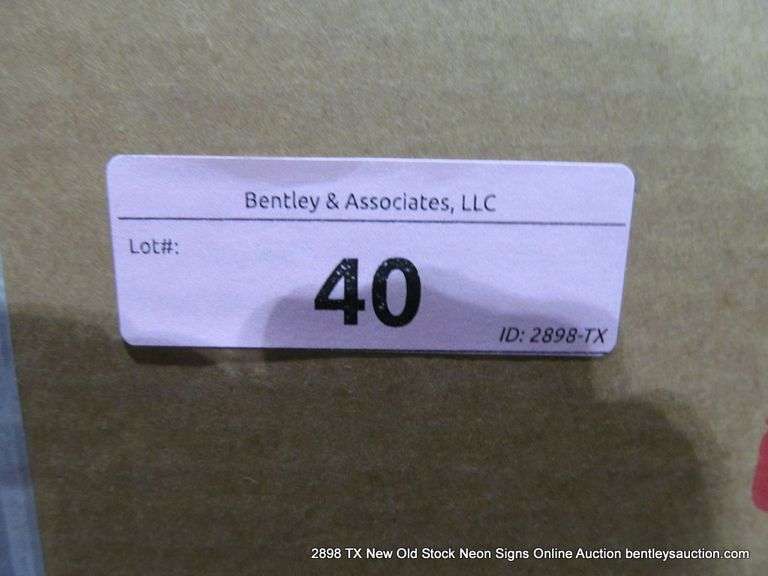 Bentley & Associates, LLC
Lot#:
40
ID: 2898-TX
2898 TX New Old Stock Neon Signs Online Auction bentleysauction.com